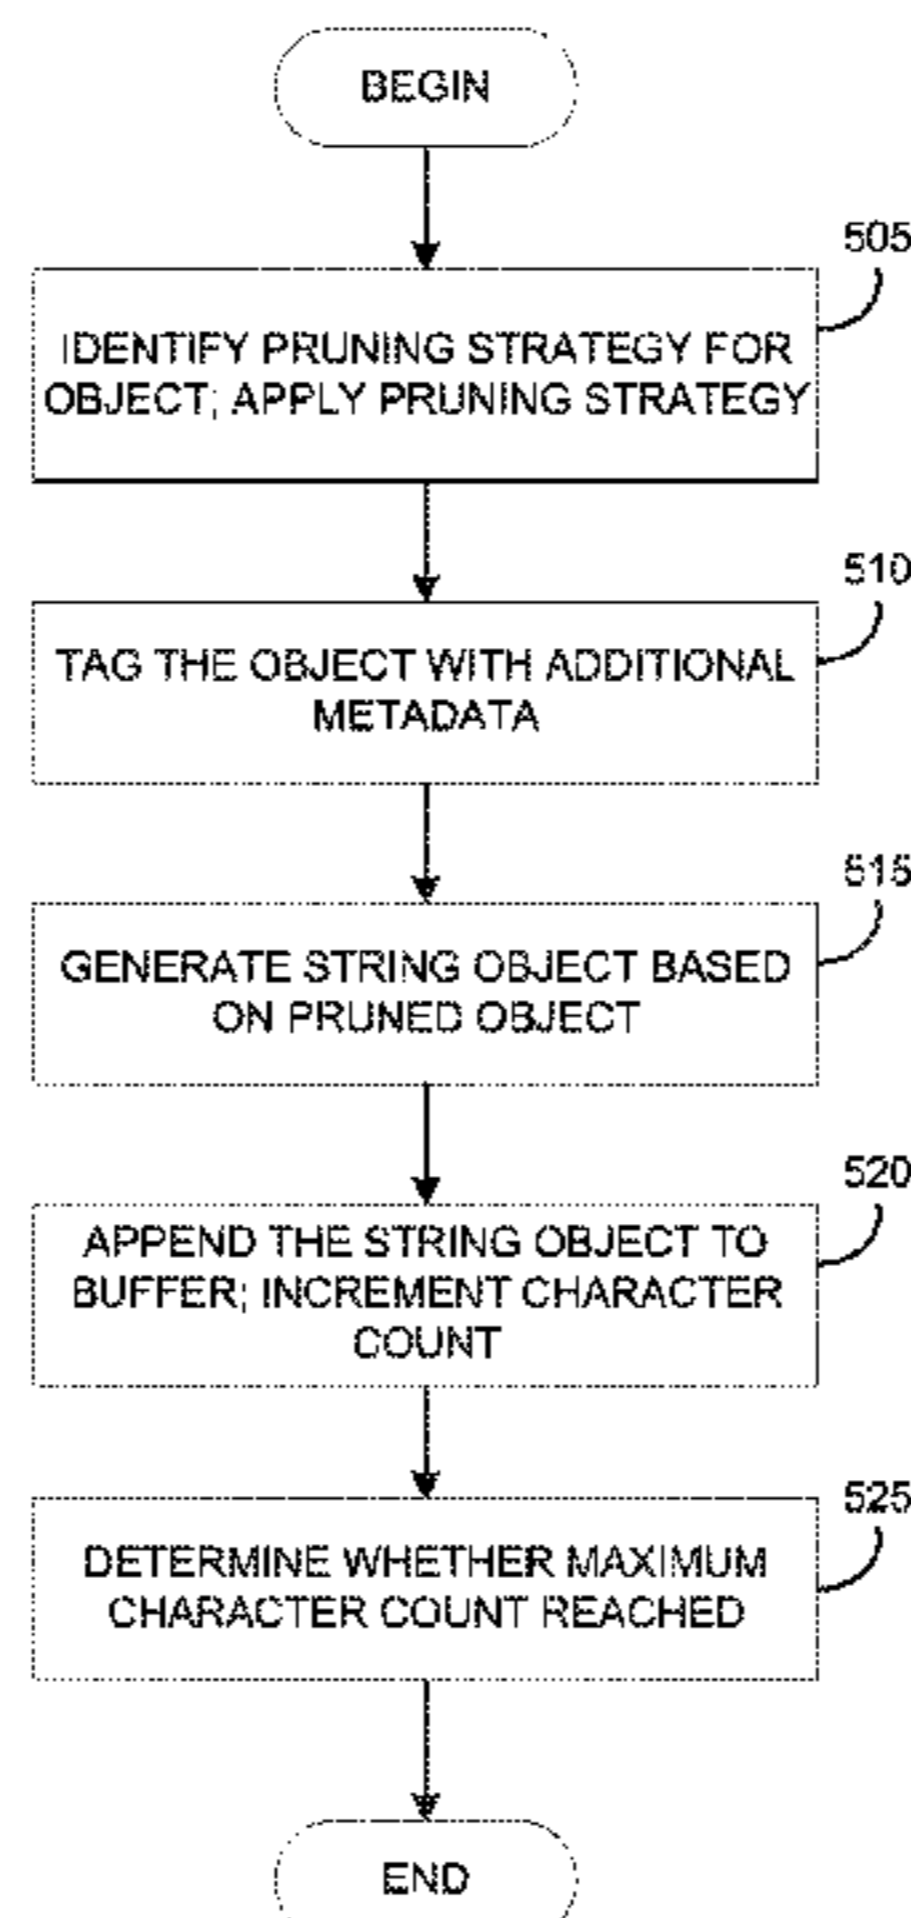 BEGIN
505
IDENTIFY PRUNING STRATEGY FOR
OBJECT; APPLY PRUNING STRATEGY
510
TAG THE OBJECT WITH ADDITIONAL
METADATA
515
GENERATE STRING OBJECT BASED
ON PRUNED OBJECT
520
APPEND THE STRING OBJECT TO
BUFFER; INCREMENT CHARACTER
COUNT
525
DETERMINE WHETHER MAXIMUM
CHARACTER COUNT REACHED
END